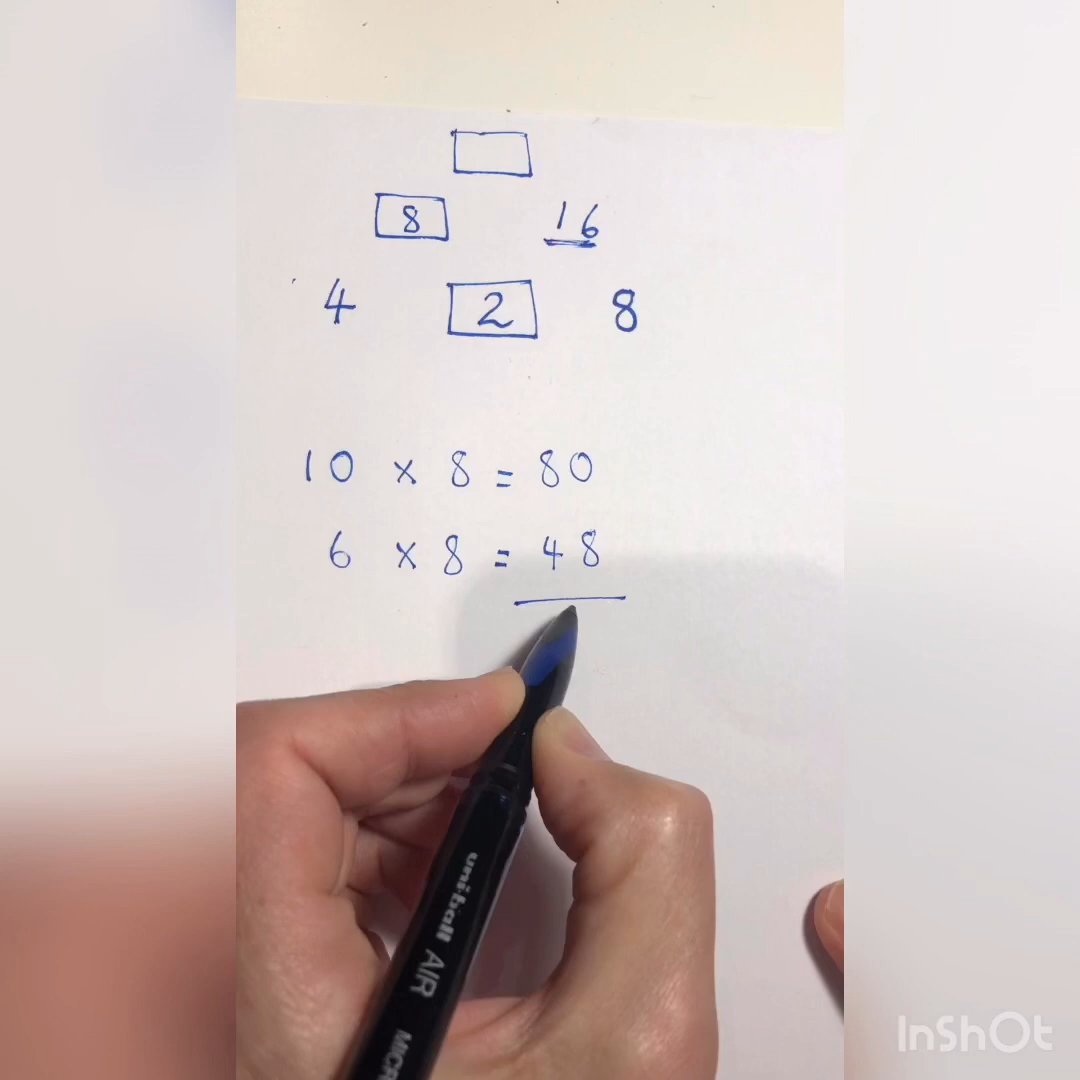 8 16
4 2 8
10 × 8 = 80
6 × 8 = 48
uni-ball AIR
InShOt